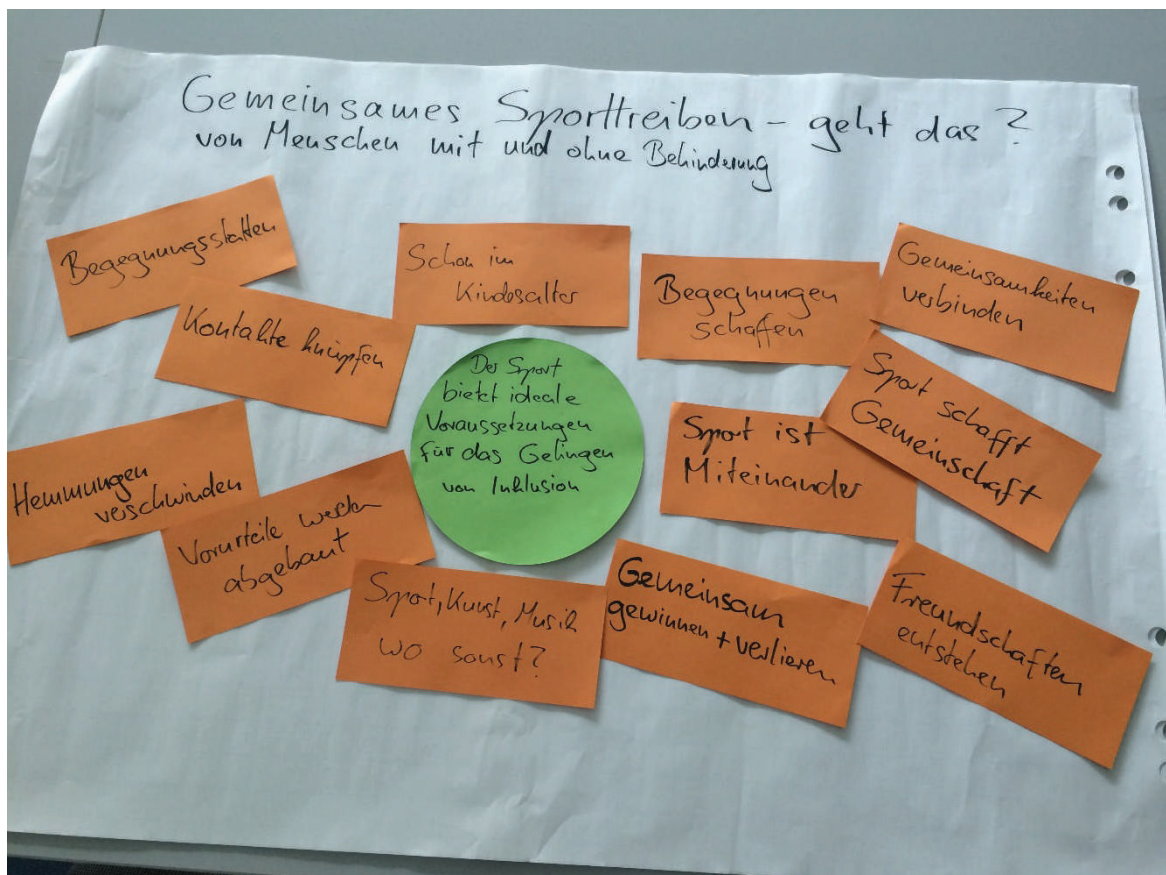 Gemeinsames Sporttreiben - geht das?
von Menschen mit und ohne Behinderung
Begegnungsstätten
Kontakte knüpfen
Schon im
Kindesalter
Begegnungen
schaffen
Gemeinsamkeiten
verbinden
Der Sport
bietet ideale
Voraussetzungen
für das Gelingen
von Inklusion
Sport ist
Miteinander
Sport schafft
Gemeinschaft
Hemmungen
verschwinden
Vorurteile werden
abgebaut
Sport, Kunst, Musik
wo sonst?
Gemeinsam
gewinnen + verlieren
Freundschaften
entstehen